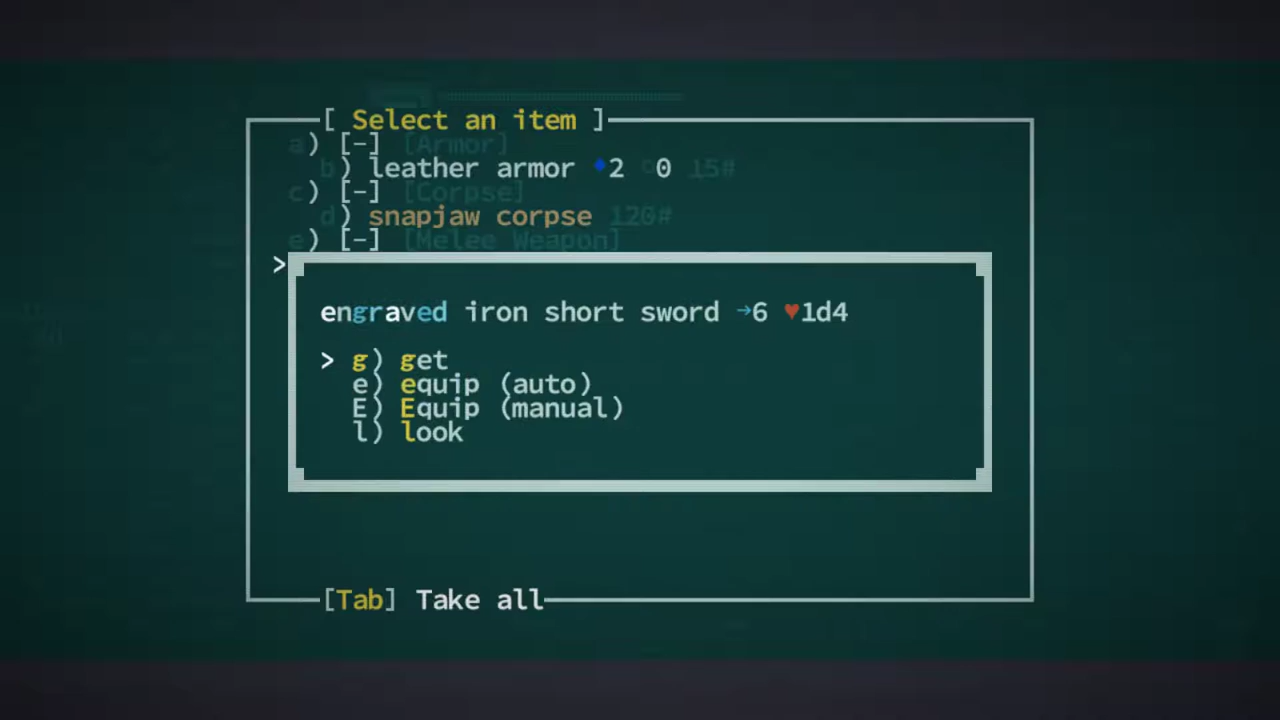 [ Select an item ]
a) [-] [Armor]
b) leather armor ♦2 ○0 15#
c) [-] [Corpse]
d) snapjaw corpse 120#
e) [-] [Melee Weapon]
>
engraved iron short sword →6 ♥1d4
> g) get
e) equip (auto)
E) Equip (manual)
l) look
[Tab] Take all